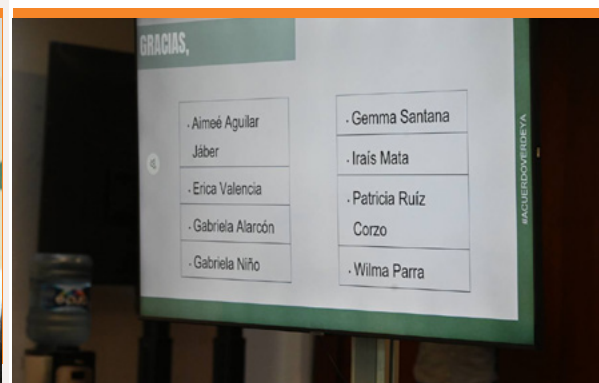 GRACIAS,
· Aimeé Aguilar
Jáber
· Erica Valencia
· Gabriela Alarcón
· Gabriela Niño
· Gemma Santana
· Iraís Mata
· Patricia Ruíz
Corzo
· Wilma Parra
#ACUERDOVERDEYA